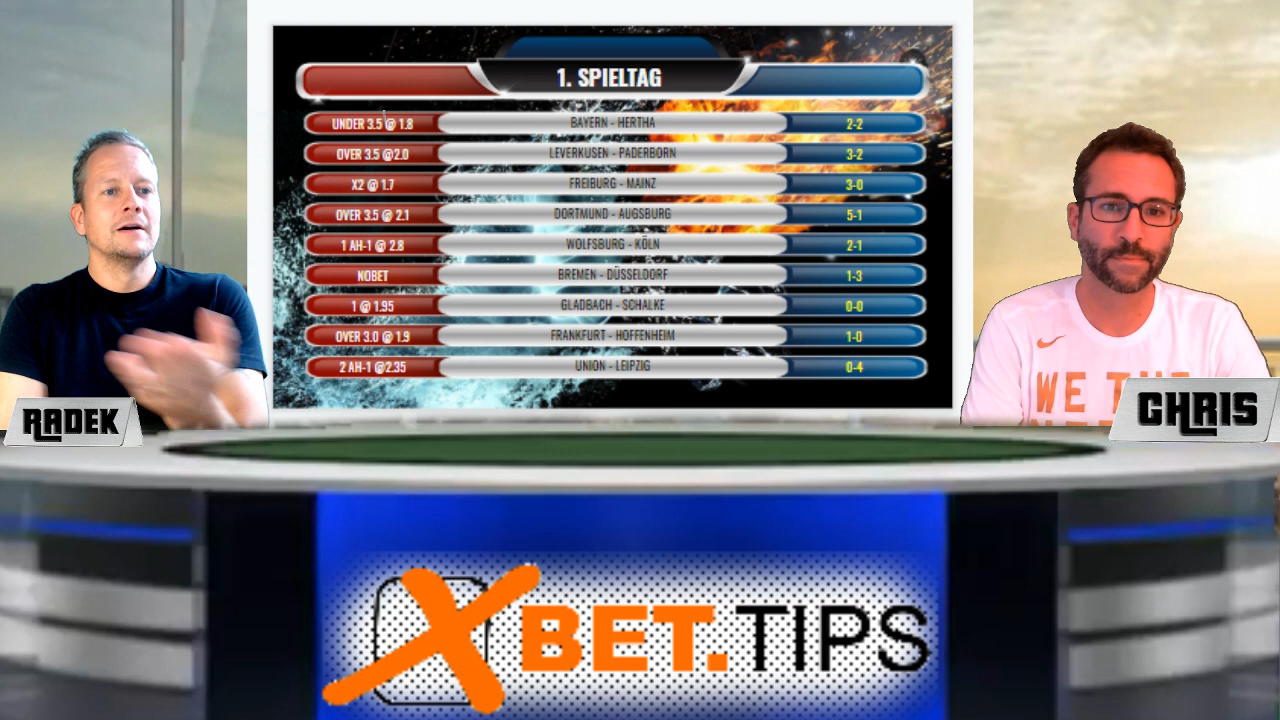 1. SPIELTAG
UNDER 3.5 @ 1.8 BAYERN - HERTHA 2-2
OVER 3.5 @2.0 LEVERKUSEN - PADERBORN 3-2
X2 @ 1.7 FREIBURG - MAINZ 3-0
OVER 3.5 @ 2.1 DORTMUND - AUGSBURG 5-1
1 AH-1 @ 2.8 WOLFSBURG - KÖLN 2-1
NOBET BREMEN - DÜSSELDORF 1-3
1 @ 1.95 GLADBACH - SCHALKE 0-0
OVER 3.0 @ 1.9 FRANKFURT - HOFFENHEIM 1-0
2 AH-1 @2.35 UNION - LEIPZIG 0-4
WE
RADEK
CHRIS
XBET.TIPS